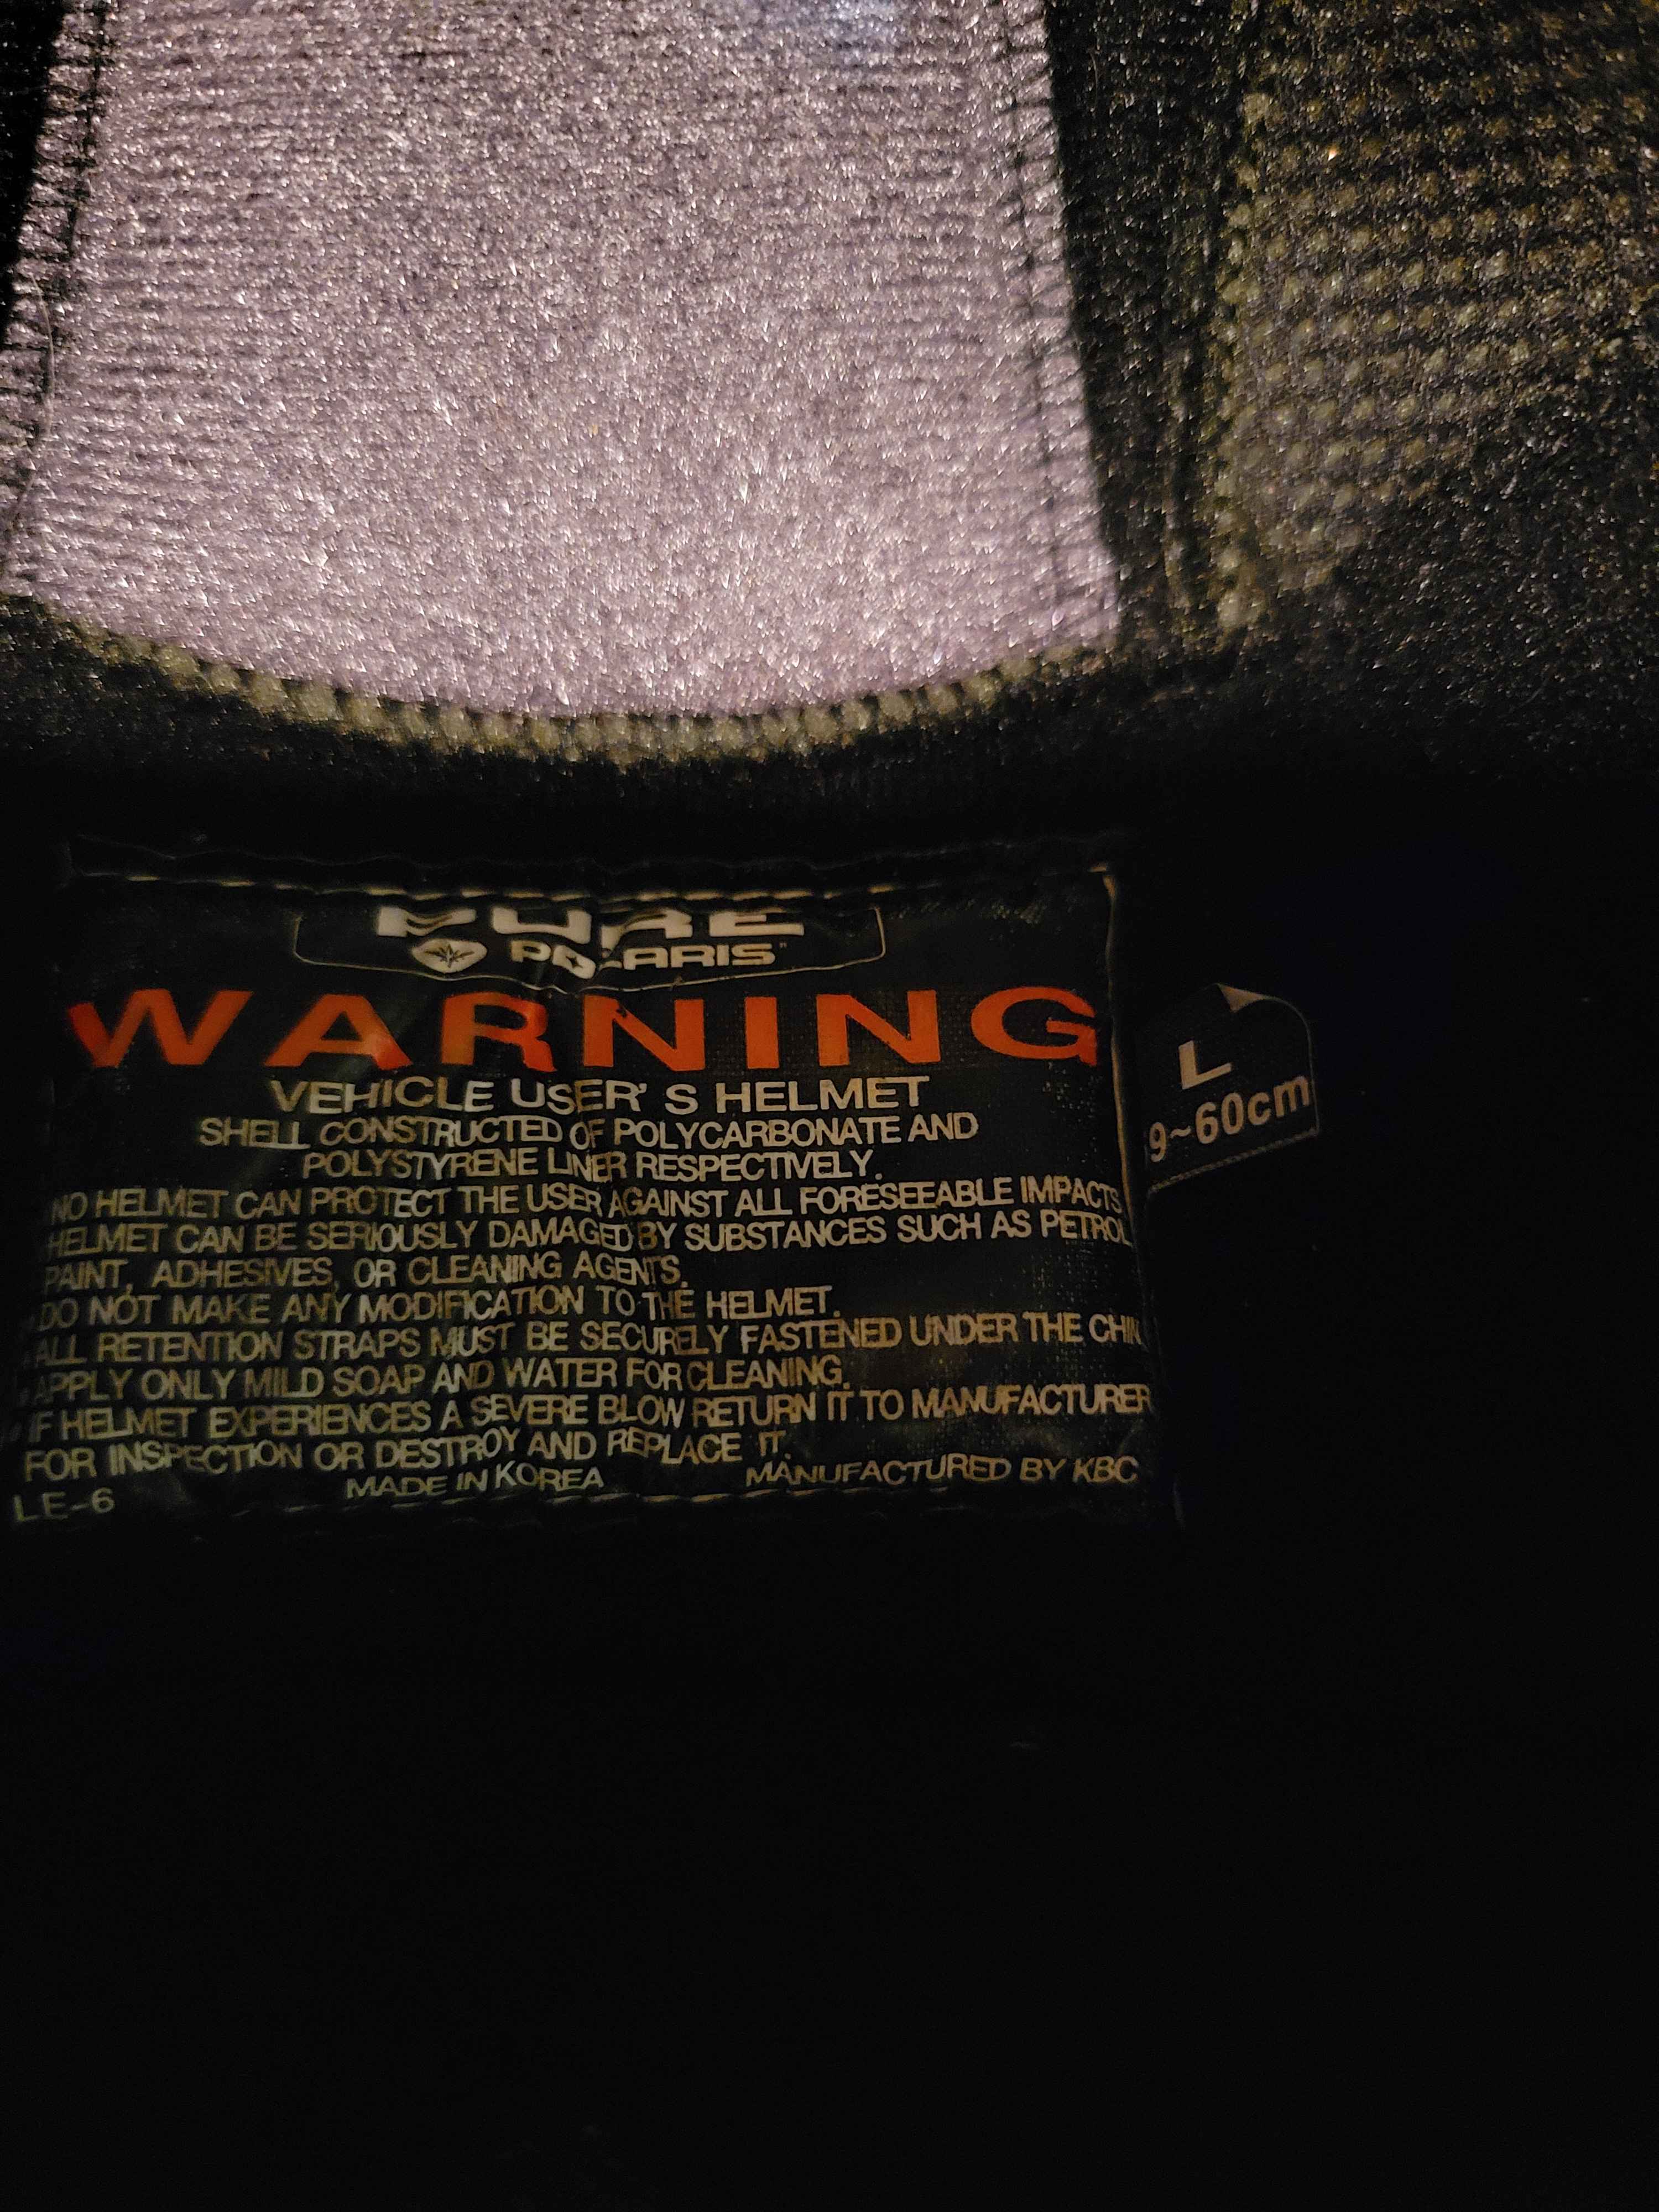 PURE
POLARIS
WARNING
VEHICLE USER'S HELMET
SHELL CONSTRUCTED OF POLYCARBONATE AND
POLYSTYRENE LINER RESPECTIVELY.
NO HELMET CAN PROTECT THE USER AGAINST ALL FORESEEABLE IMPACTS
HELMET CAN BE SERIOUSLY DAMAGED BY SUBSTANCES SUCH AS PETROL
PAINT, ADHESIVES, OR CLEANING AGENTS.
DO NOT MAKE ANY MODIFICATION TO THE HELMET.
ALL RETENTION STRAPS MUST BE SECURELY FASTENED UNDER THE CHIN
APPLY ONLY MILD SOAP AND WATER FOR CLEANING.
IF HELMET EXPERIENCES A SEVERE BLOW RETURN IT TO MANUFACTURER
FOR INSPECTION OR DESTROY AND REPLACE IT.
MADE IN KOREA MANUFACTURED BY KBC
LE-6
L
9~60cm